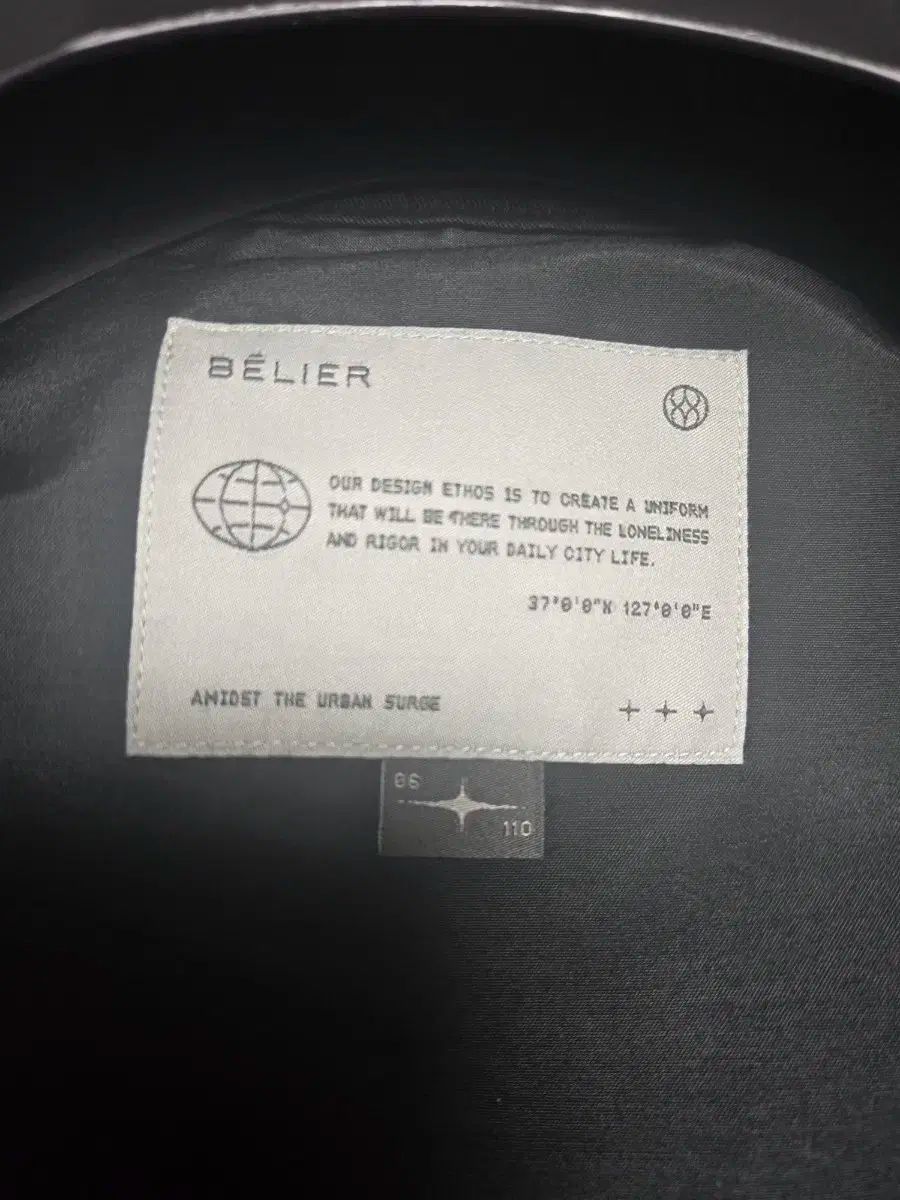 BÉLIER
OUR DESIGN ETHOS IS TO CREATE A UNIFORM
THAT WILL BE THERE THROUGH THE LONELINESS
AND RIGOR IN YOUR DAILY CITY LIFE.
37°0'0"N 127°0'0"E
AMIDST THE URBAN SURGE
06
110